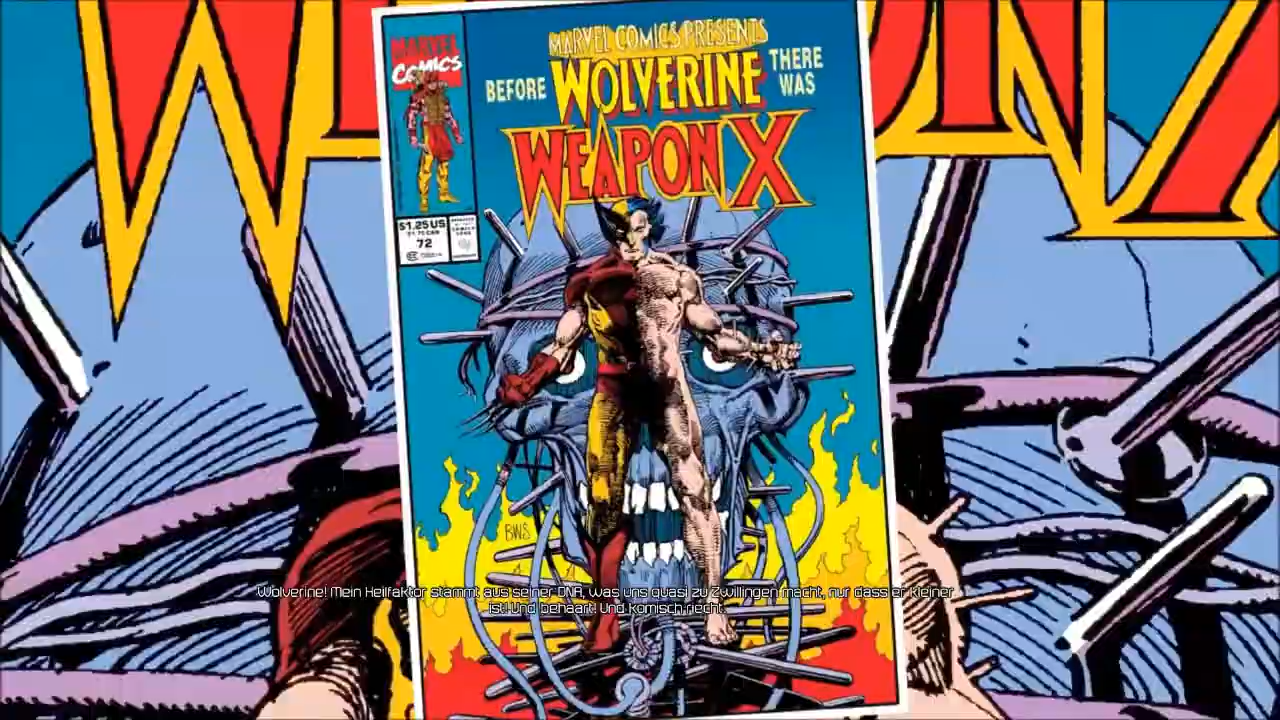 MARVEL
COMICS
MARVEL COMICS PRESENTS
BEFORE WOLVERINE THERE WAS
WEAPON X
$1.25 US
72
BWS
Wolverine! Mein Heilfaktor stammt aus seiner DNA, was uns quasi zu Zwillingen macht, nur dass er kleiner
ist! Und behaart! Und komisch riecht.